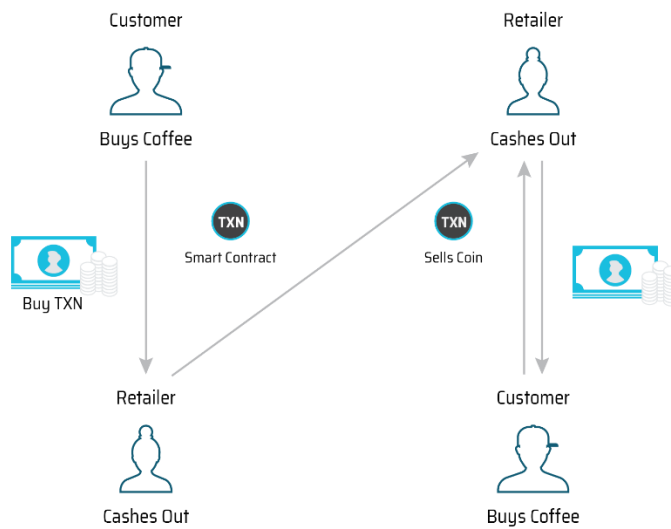 Customer
Retailer
Buys Coffee
Cashes Out
TXN
Smart Contract
TXN
Sells Coin
Buy TXN
Retailer
Customer
Cashes Out
Buys Coffee